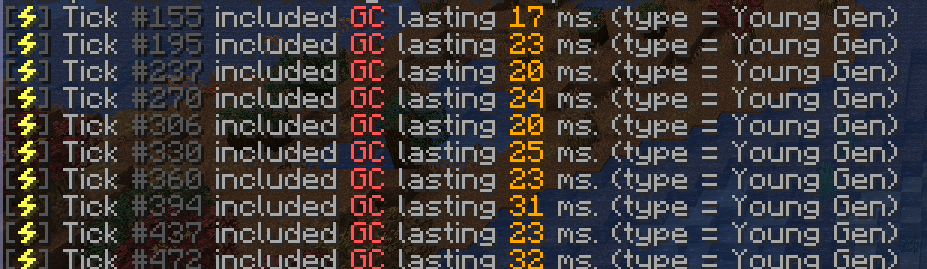 [⚡] Tick #155 included GC lasting 17 ms. (type = Young Gen)
[⚡] Tick #195 included GC lasting 23 ms. (type = Young Gen)
[⚡] Tick #237 included GC lasting 20 ms. (type = Young Gen)
[⚡] Tick #270 included GC lasting 24 ms. (type = Young Gen)
[⚡] Tick #306 included GC lasting 20 ms. (type = Young Gen)
[⚡] Tick #330 included GC lasting 25 ms. (type = Young Gen)
[⚡] Tick #360 included GC lasting 23 ms. (type = Young Gen)
[⚡] Tick #394 included GC lasting 31 ms. (type = Young Gen)
[⚡] Tick #437 included GC lasting 23 ms. (type = Young Gen)
[⚡] Tick #472 included GC lasting 32 ms. (type = Young Gen)